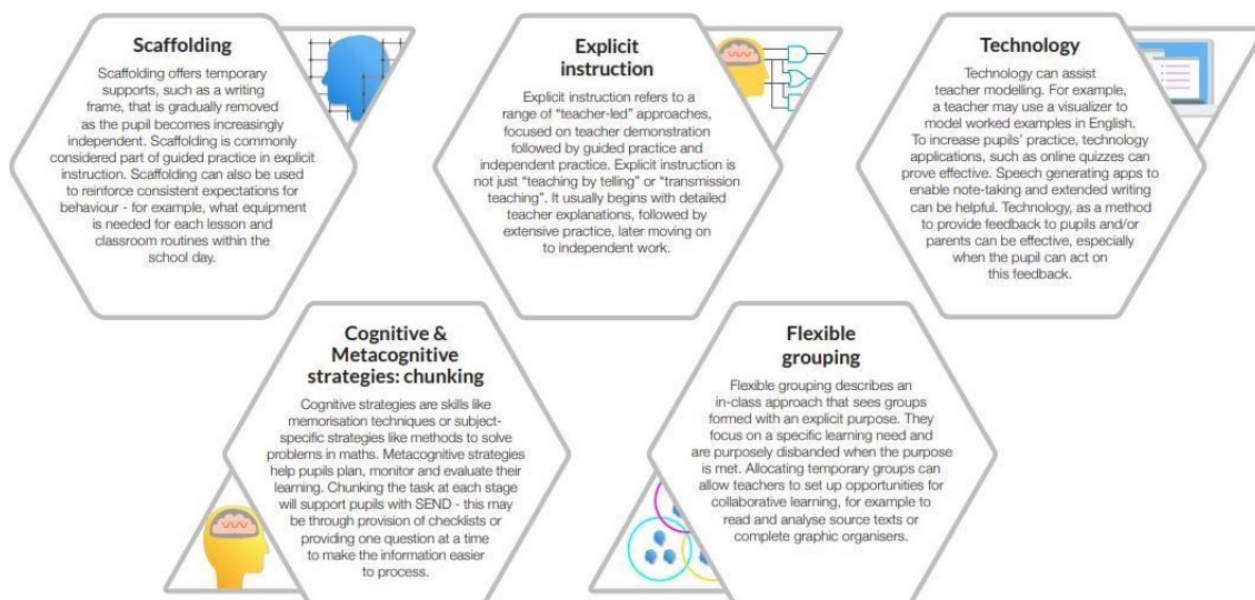 Scaffolding
Scaffolding offers temporary
supports, such as a writing
frame, that is gradually removed
as the pupil becomes increasingly
independent. Scaffolding is commonly
considered part of guided practice in explicit
instruction. Scaffolding can also be used
to reinforce consistent expectations for
behaviour - for example, what equipment
is needed for each lesson and
classroom routines within the
school day.
Explicit
instruction
Explicit instruction refers to a
range of “teacher-led” approaches,
focused on teacher demonstration
followed by guided practice and
independent practice. Explicit instruction is
not just “teaching by telling” or “transmission
teaching”. It usually begins with detailed
teacher explanations, followed by
extensive practice, later moving on
to independent work.
Technology
Technology can assist
teacher modelling. For example,
a teacher may use a visualizer to
model worked examples in English.
To increase pupils’ practice, technology
applications, such as online quizzes can
prove effective. Speech generating apps to
enable note-taking and extended writing
can be helpful. Technology, as a method
to provide feedback to pupils and/or
parents can be effective, especially
when the pupil can act on
this feedback.
Cognitive &
Metacognitive
strategies: chunking
Cognitive strategies are skills like
memorisation techniques or subject-
specific strategies like methods to solve
problems in maths. Metacognitive strategies
help pupils plan, monitor and evaluate their
learning. Chunking the task at each stage
will support pupils with SEND - this may
be through provision of checklists or
providing one question at a time
to make the information easier
to process.
Flexible
grouping
Flexible grouping describes an
in-class approach that sees groups
formed with an explicit purpose. They
focus on a specific learning need and
are purposely disbanded when the purpose
is met. Allocating temporary groups can
allow teachers to set up opportunities for
collaborative learning, for example to
read and analyse source texts or
complete graphic organisers.